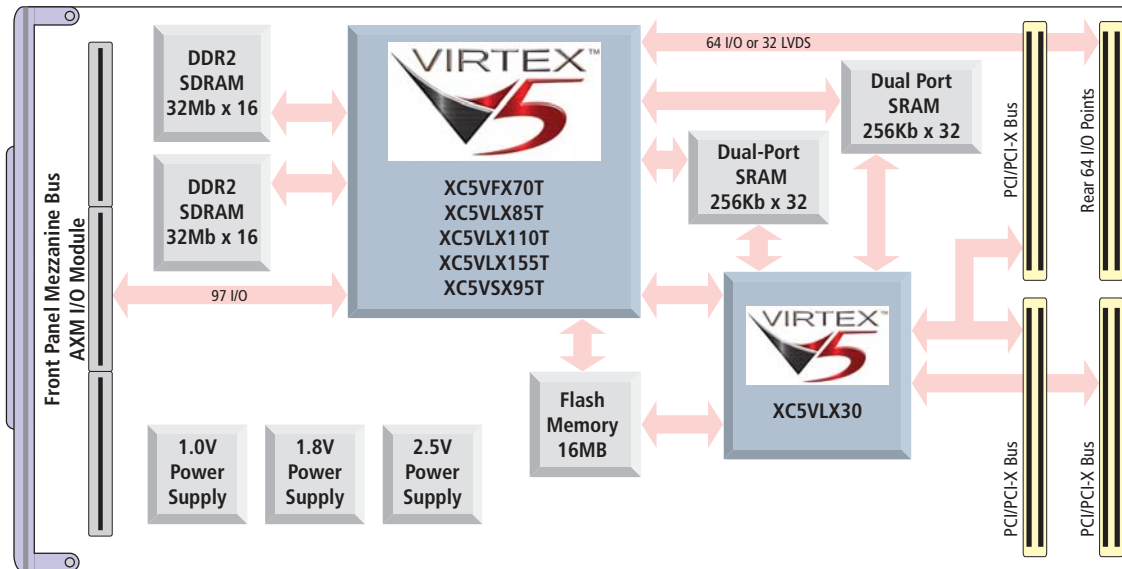 Front Panel Mezzanine Bus
AXM I/O Module
DDR2
SDRAM
32Mb x 16
DDR2
SDRAM
32Mb x 16
97 I/O
VIRTEX™
5
XC5VFX70T
XC5VLX85T
XC5VLX110T
XC5VLX155T
XC5VSX95T
64 I/O or 32 LVDS
Dual Port
SRAM
256Kb x 32
Dual-Port
SRAM
256Kb x 32
PCI/PCI-X Bus
Rear 64 I/O Points
VIRTEX™
5
XC5VLX30
Flash
Memory
16MB
1.0V
Power
Supply
1.8V
Power
Supply
2.5V
Power
Supply
PCI/PCI-X Bus
PCI/PCI-X Bus